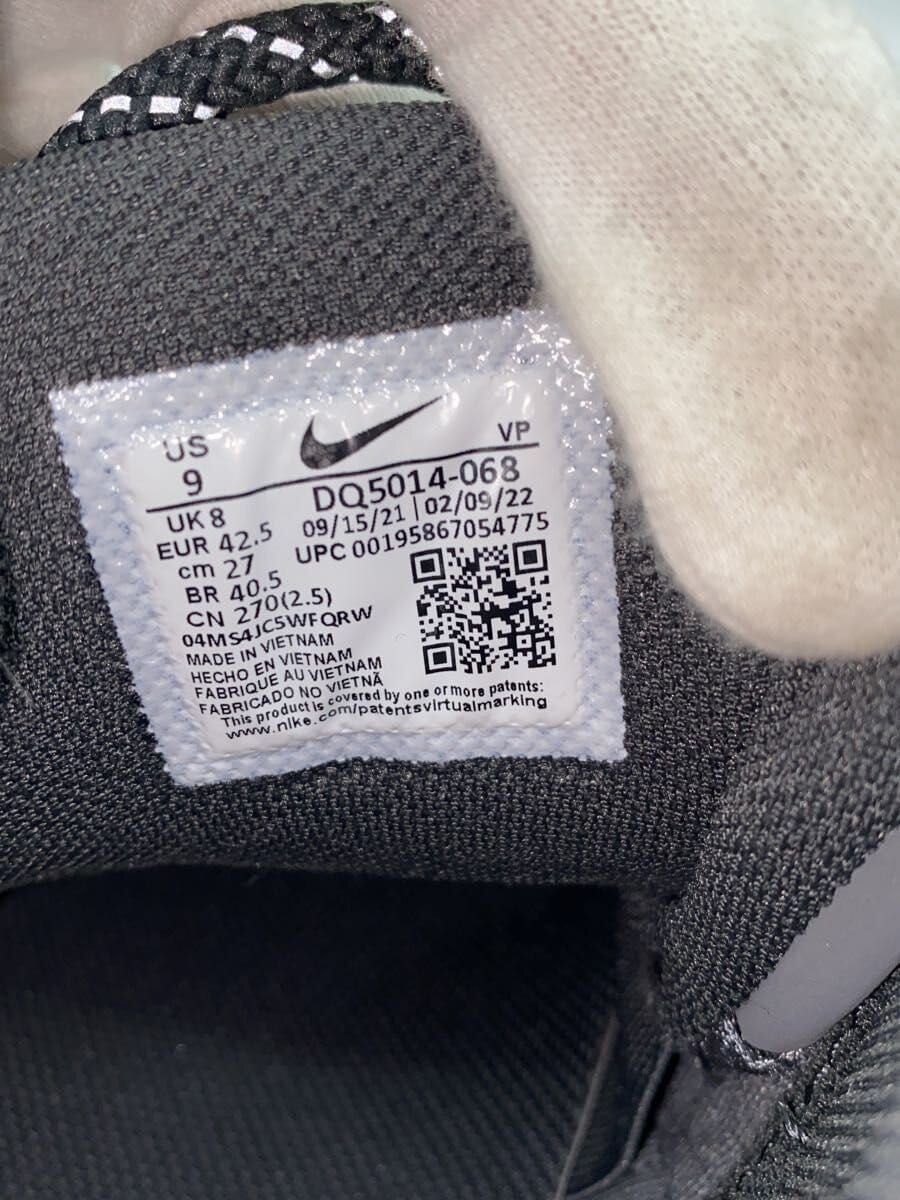 US
9
VP
DQ5014-068
UK 8
09/15/21 | 02/09/22
EUR 42.5
UPC 00195867054775
cm 27
BR 40.5
CN 270(2.5)
04MS4JC5WFQRW
MADE IN VIETNAM
HECHO EN VIETNAM
FABRIQUE AU VIETNAM
FABRICADO NO VIETNÃ
This product is covered by one or more patents:
www.nike.com/patentsvirtualmarking